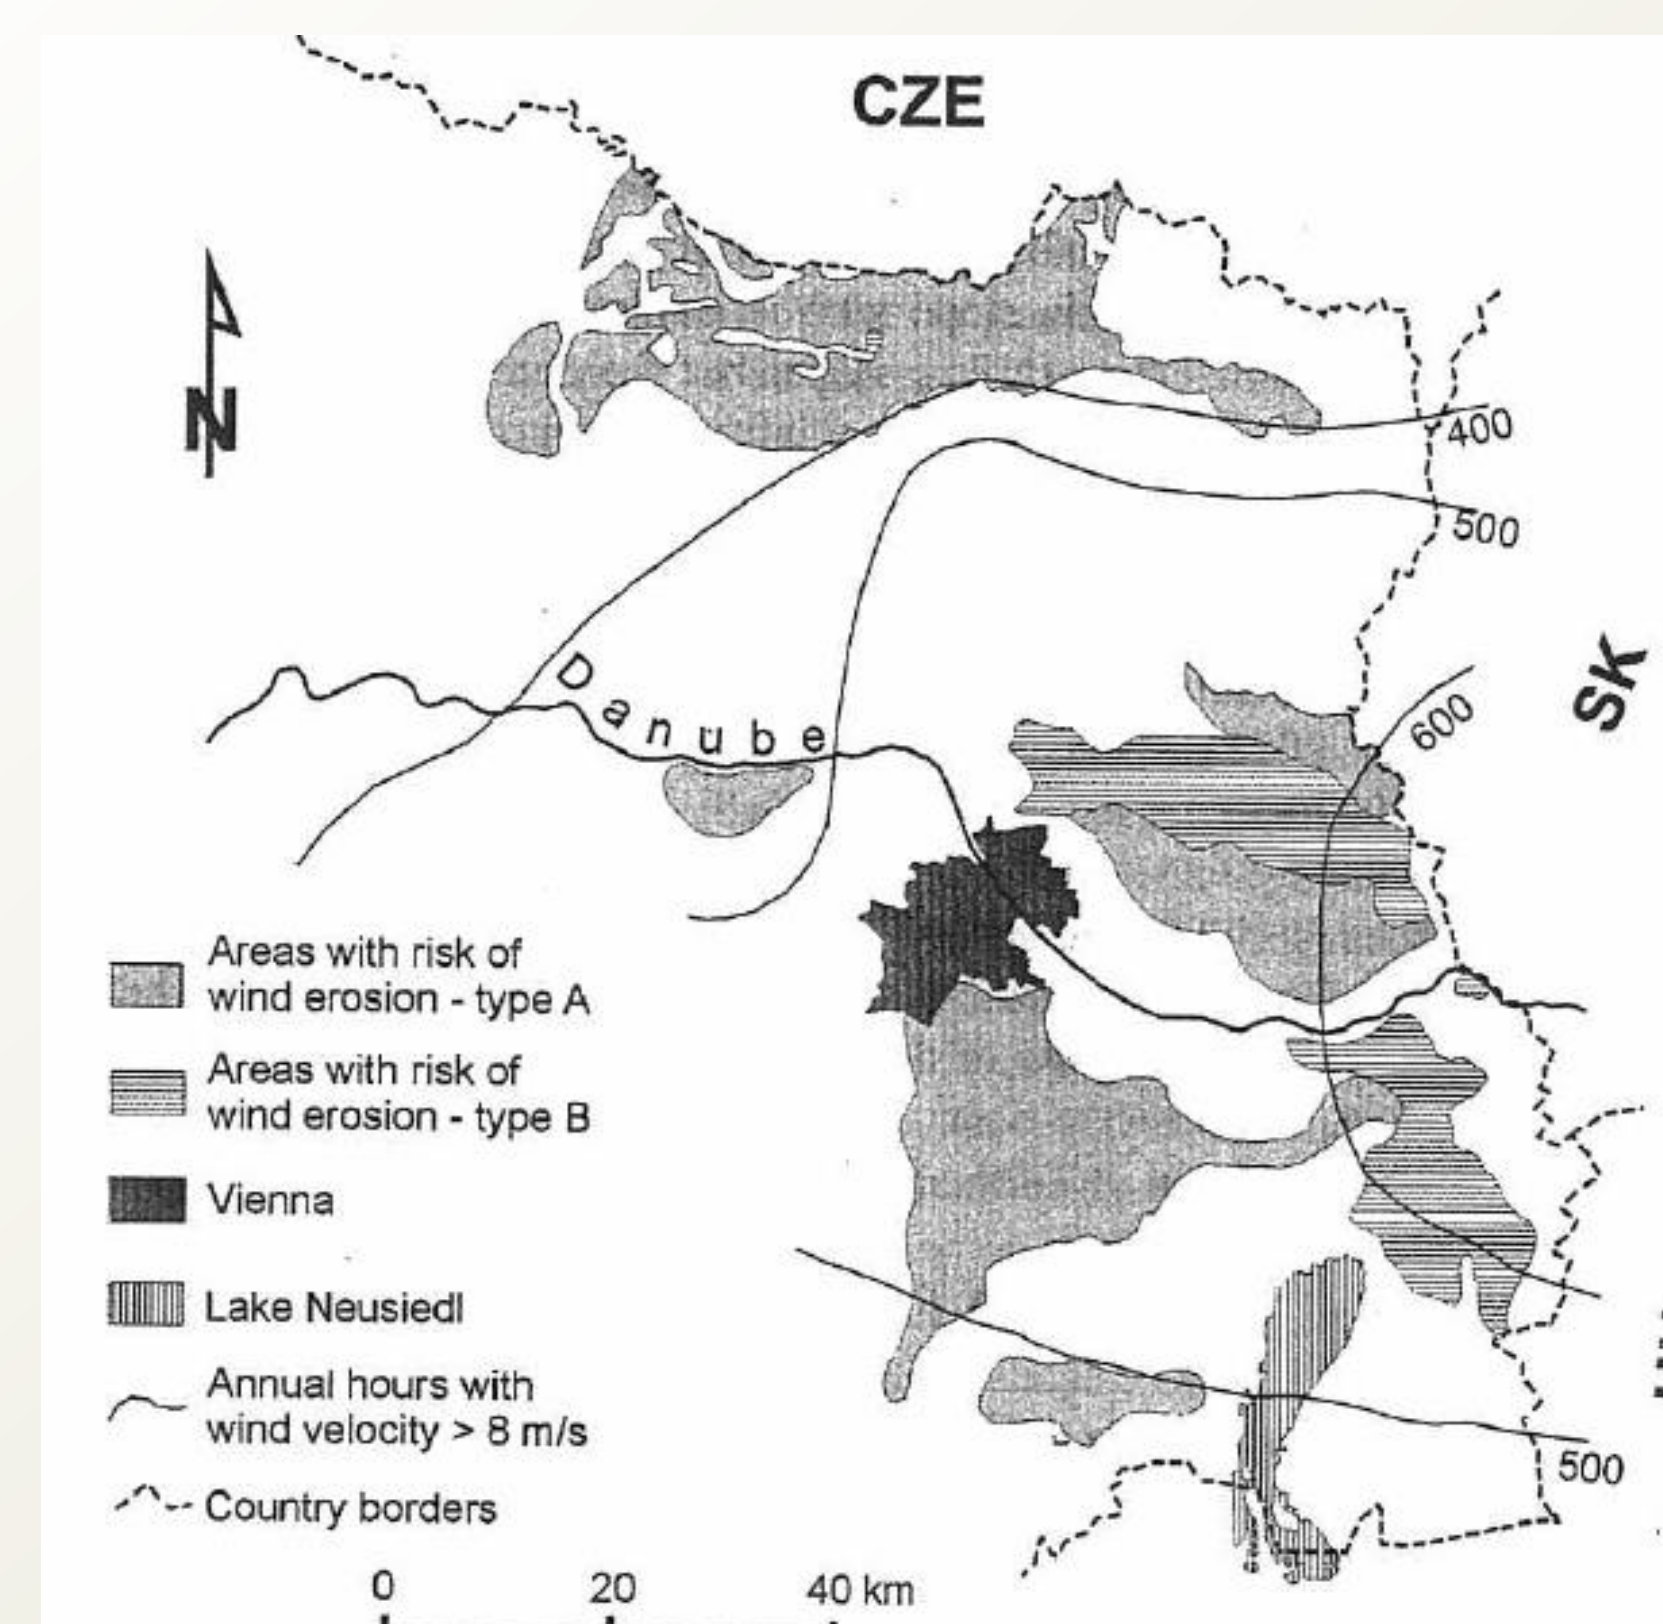 CZE
N
400
500
SK
600
Danube
Areas with risk of
wind erosion - type A
Areas with risk of
wind erosion - type B
Vienna
Lake Neusiedl
Annual hours with
wind velocity > 8 m/s
500
Country borders
0 20 40 km